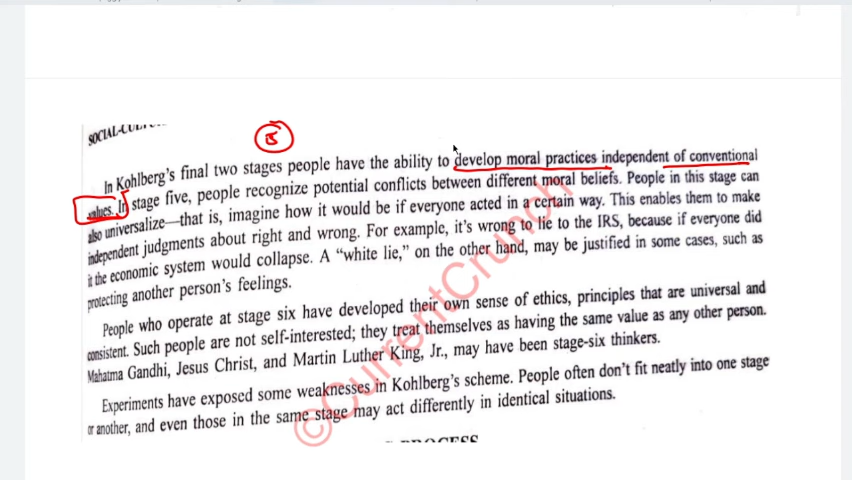 SOCIAL-CULT
5
In Kohlberg's final two stages people have the ability to develop moral practices independent of conventional
values. In stage five, people recognize potential conflicts between different moral beliefs. People in this stage can
also universalize—that is, imagine how it would be if everyone acted in a certain way. This enables them to make
independent judgments about right and wrong. For example, it's wrong to lie to the IRS, because if everyone did
it the economic system would collapse. A “white lie,” on the other hand, may be justified in some cases, such as
protecting another person's feelings.
People who operate at stage six have developed their own sense of ethics, principles that are universal and
consistent. Such people are not self-interested; they treat themselves as having the same value as any other person.
Mahatma Gandhi, Jesus Christ, and Martin Luther King, Jr., may have been stage-six thinkers.
Experiments have exposed some weaknesses in Kohlberg's scheme. People often don't fit neatly into one stage
or another, and even those in the same stage may act differently in identical situations.
PROCESS
©CurrentCrunch